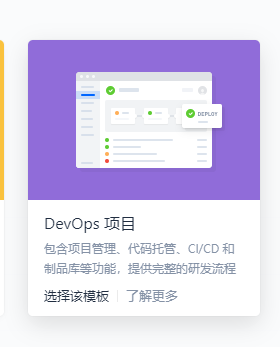 DEPLOY
DevOps 项目
包含项目管理、代码托管、CI/CD 和
制品库等功能，提供完整的研发流程
选择该模板 | 了解更多